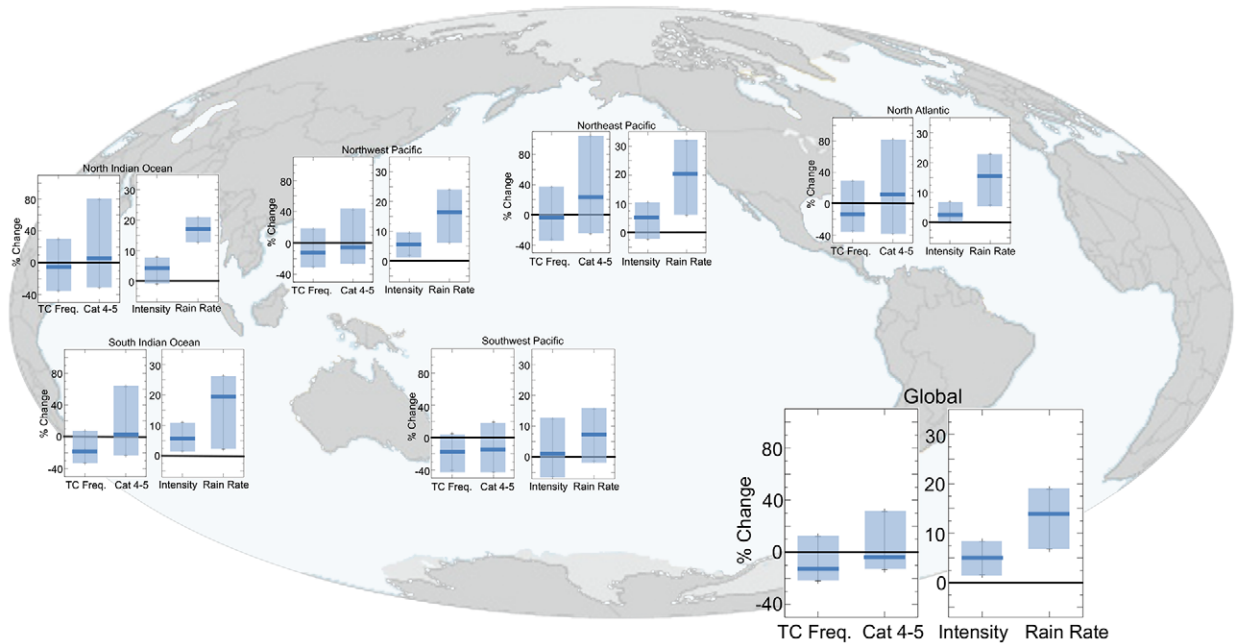 North Atlantic
% Change
80
40
0
-40
30
20
10
0
TC Freq. Cat 4-5
Intensity Rain Rate
Northeast Pacific
% Change
80
40
0
-40
30
20
10
0
TC Freq. Cat 4-5
Intensity Rain Rate
Northwest Pacific
% Change
80
40
0
-40
30
20
10
0
TC Freq. Cat 4-5
Intensity Rain Rate
North Indian Ocean
% Change
80
40
0
-40
30
20
10
0
TC Freq. Cat 4-5
Intensity Rain Rate
South Indian Ocean
% Change
80
40
0
-40
30
20
10
0
TC Freq. Cat 4-5
Intensity Rain Rate
Southwest Pacific
% Change
80
40
0
-40
30
20
10
0
TC Freq. Cat 4-5
Intensity Rain Rate
Global
% Change
80
40
0
-40
30
20
10
0
TC Freq. Cat 4-5
Intensity Rain Rate